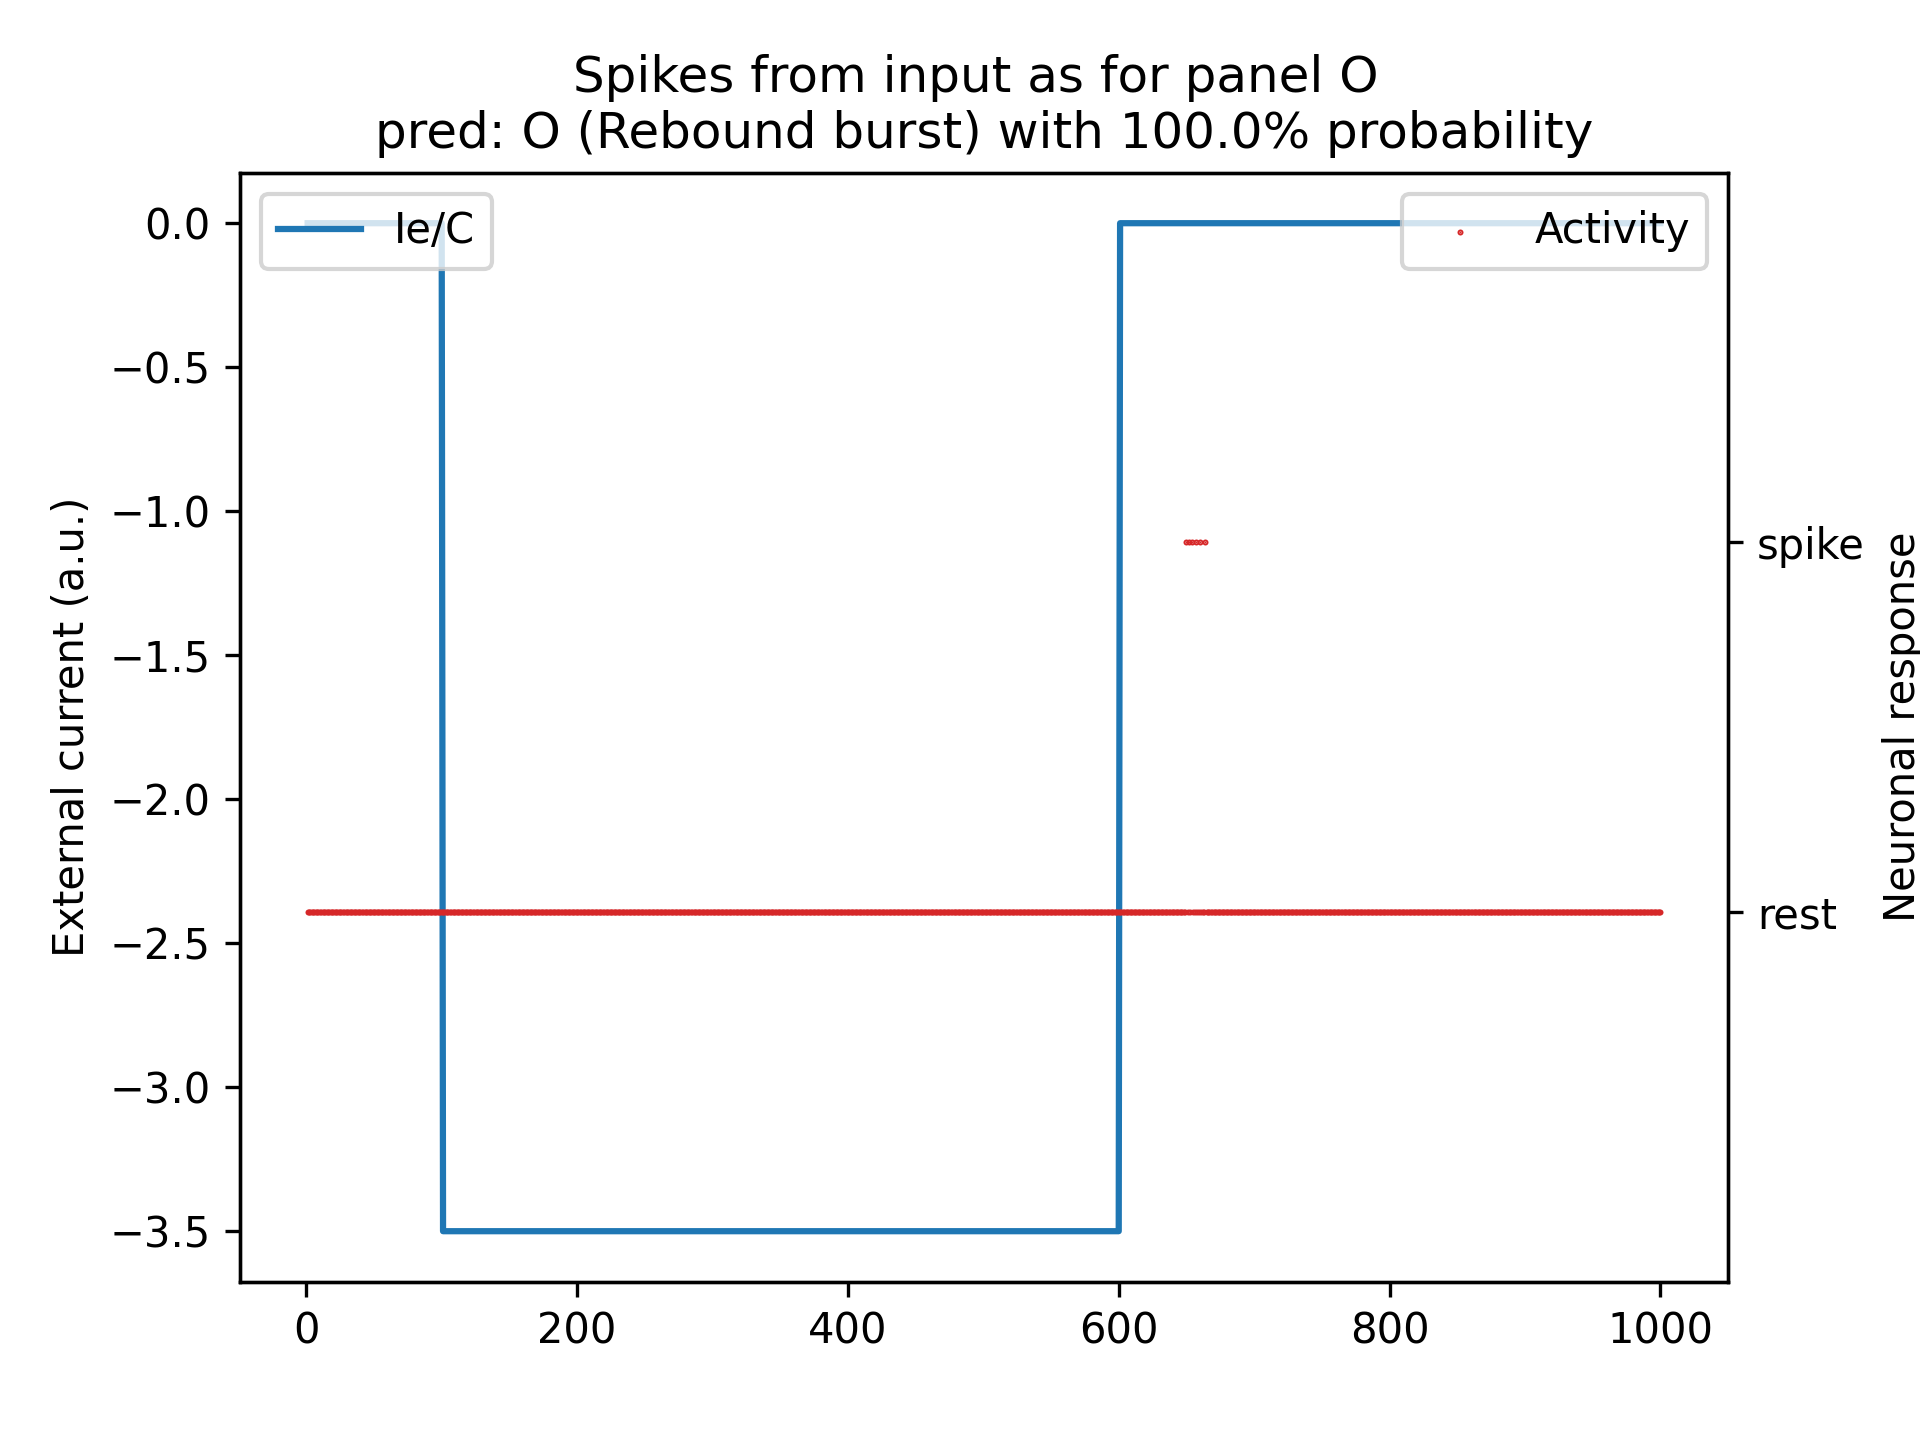 Spikes from input as for panel O
pred: O (Rebound burst) with 100.0% probability
Ie/C
Activity
0.0
−0.5
−1.0
−1.5
−2.0
−2.5
−3.0
−3.5
External current (a.u.)
spike
rest
Neuronal response
0 200 400 600 800 1000